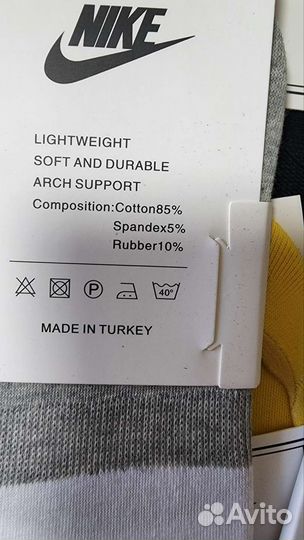 NIKE
LIGHTWEIGHT
SOFT AND DURABLE
ARCH SUPPORT
Composition:Cotton85%
Spandex5%
Rubber10%
P 40°
MADE IN TURKEY
Avito